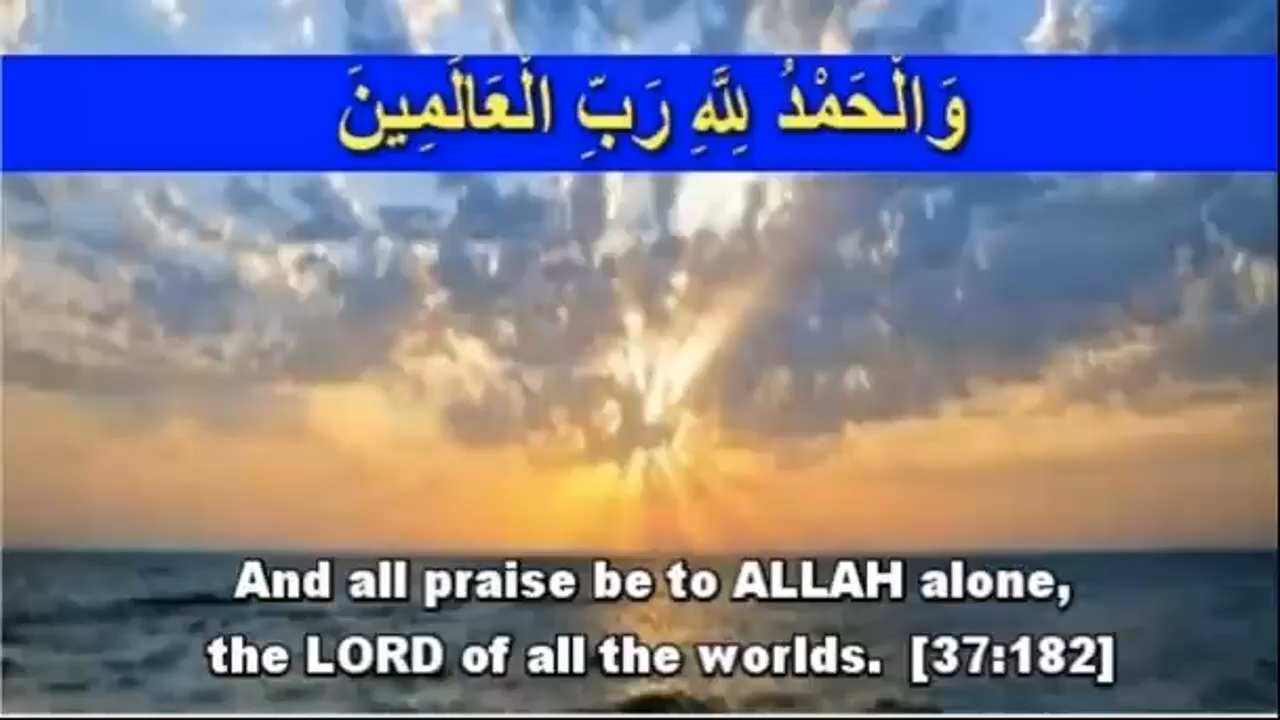 وَالْحَمْدُ لِلَّهِ رَبِّ الْعَالَمِينَ
And all praise be to ALLAH alone,
the LORD of all the worlds. [37:182]